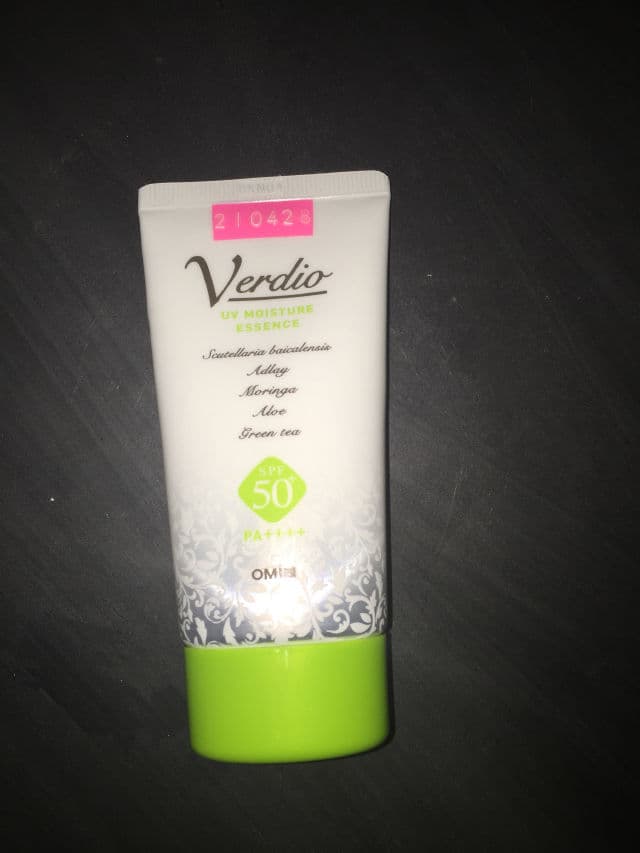 210428
Verdio
UV MOISTURE
ESSENCE
Scutellaria baicalensis
Adlay
Moringa
Aloe
Green tea
SPF
50+
PA++++
OMI